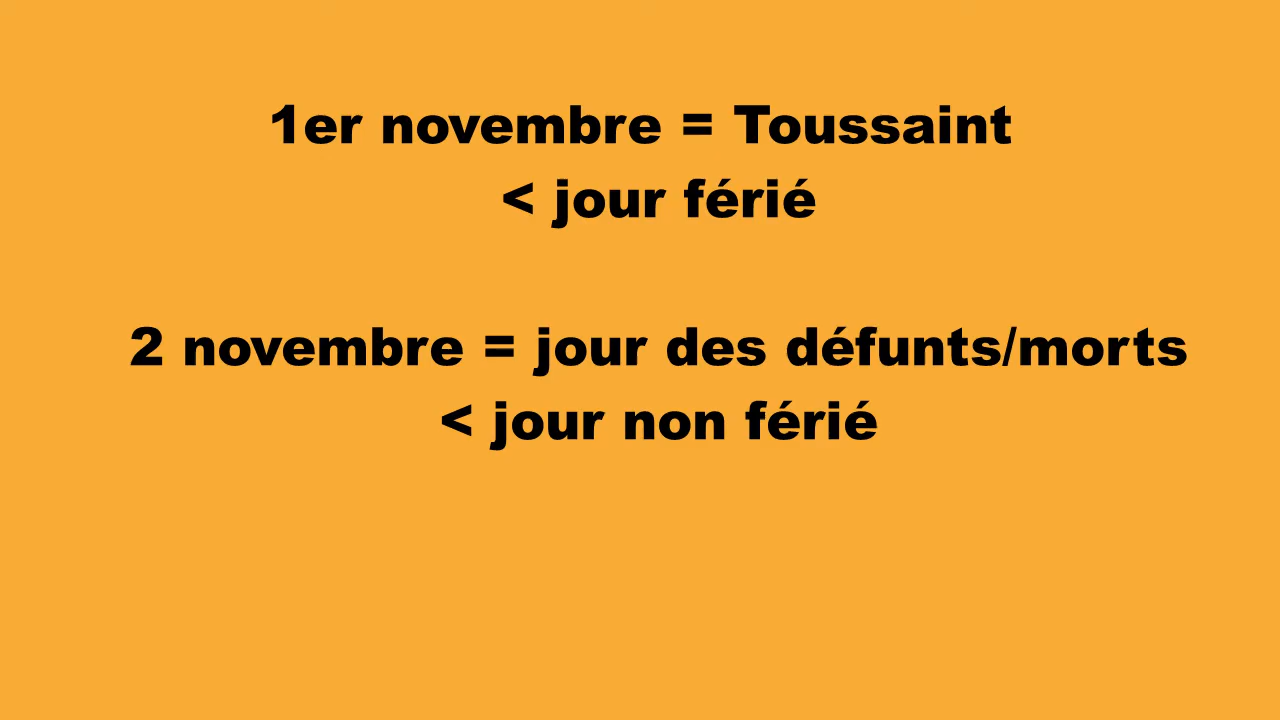 1er novembre = Toussaint
< jour férié
2 novembre = jour des défunts/morts
< jour non férié